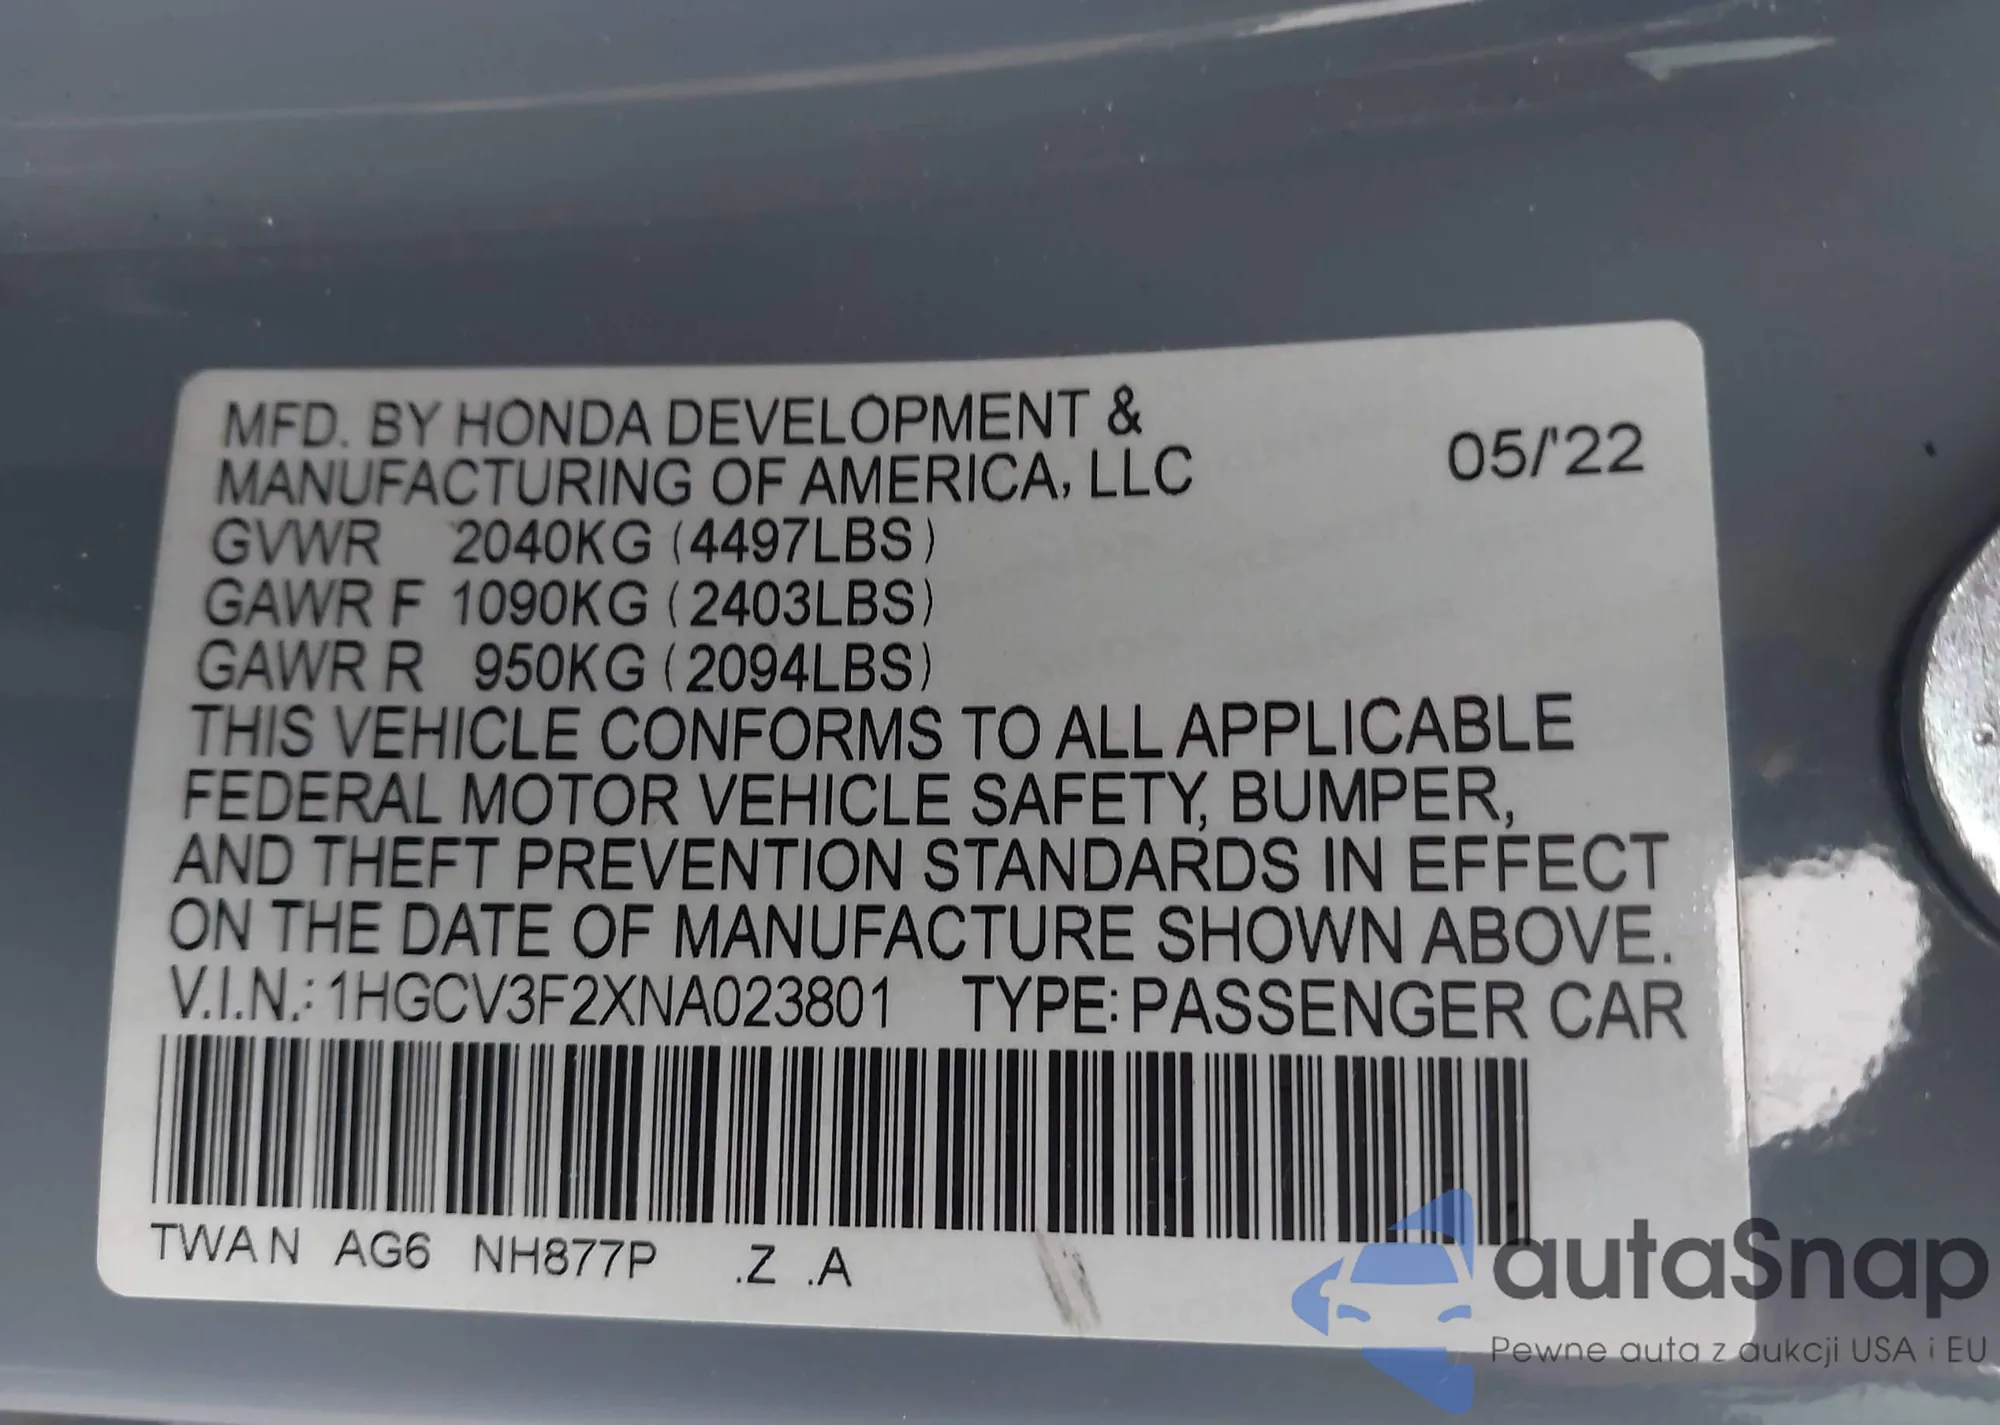 MFD. BY HONDA DEVELOPMENT &
MANUFACTURING OF AMERICA, LLC 05/'22
GVWR 2040KG (4497LBS)
GAWR F 1090KG (2403LBS)
GAWR R 950KG (2094LBS)
THIS VEHICLE CONFORMS TO ALL APPLICABLE
FEDERAL MOTOR VEHICLE SAFETY, BUMPER,
AND THEFT PREVENTION STANDARDS IN EFFECT
ON THE DATE OF MANUFACTURE SHOWN ABOVE.
V.I.N.: 1HGCV3F2XNA023801 TYPE: PASSENGER CAR
TWAN AG6 NH877P .Z .A
autaSnap
Pewne auta z aukcji USA i EU